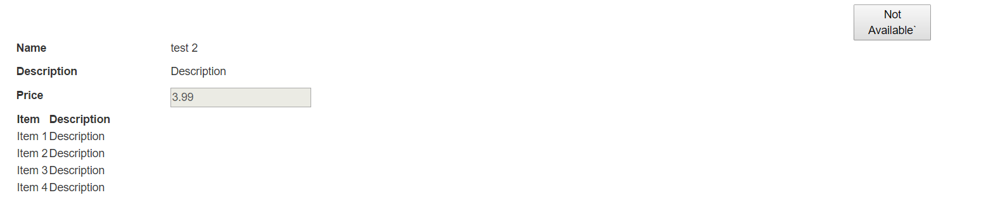 Not
Available`
Name test 2
Description Description
Price 3.99
Item Description
Item 1 Description
Item 2 Description
Item 3 Description
Item 4 Description